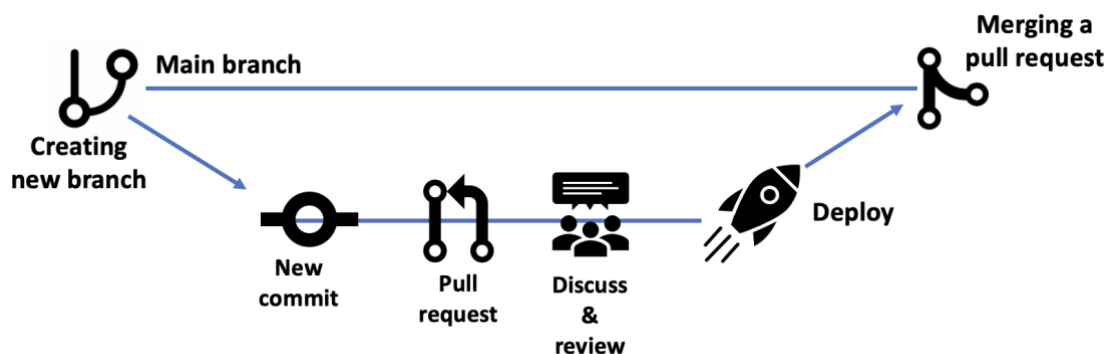 Main branch
Creating
new branch
New
commit
Pull
request
Discuss
&
review
Deploy
Merging a
pull request